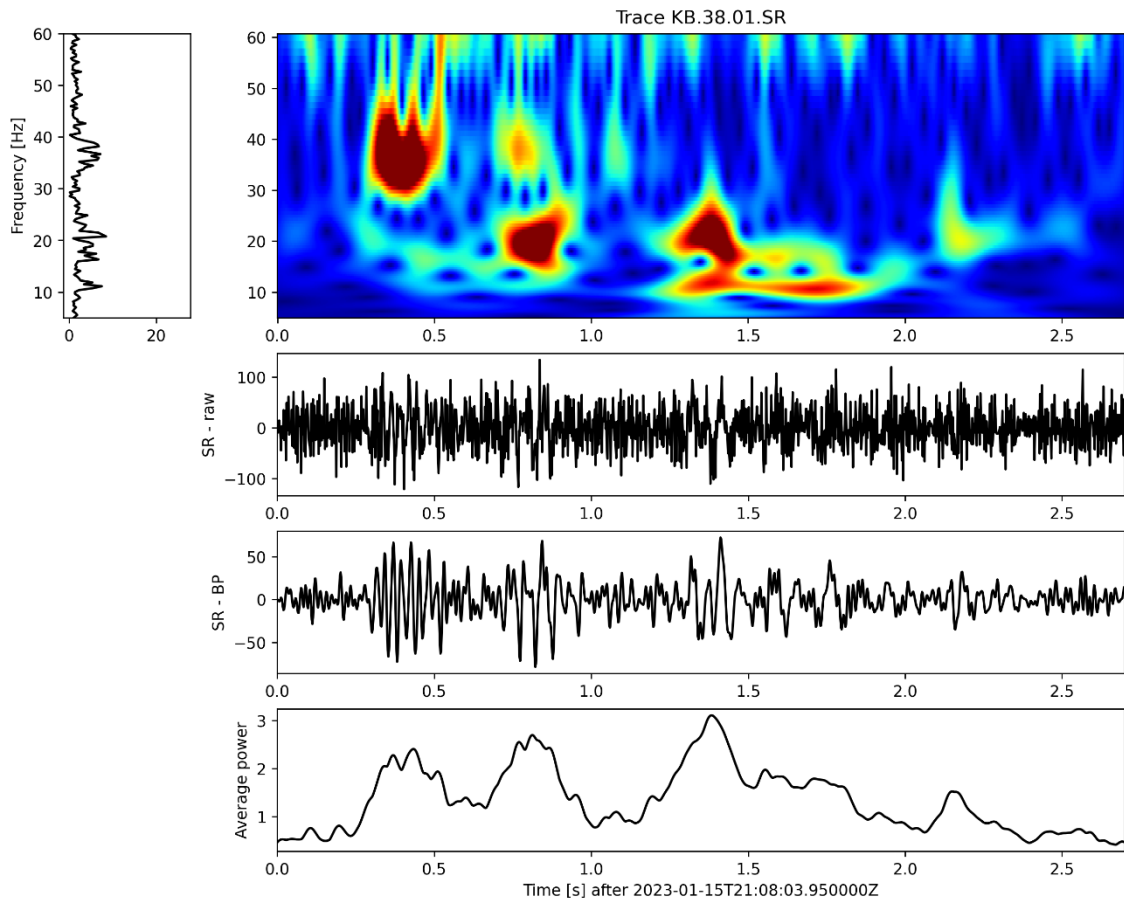 Trace KB.38.01.SR
60
50
40
30
20
10
Frequency [Hz]
0 20
60
50
40
30
20
10
0.0 0.5 1.0 1.5 2.0 2.5
100
0
−100
SR - raw
0.0 0.5 1.0 1.5 2.0 2.5
50
0
−50
SR - BP
0.0 0.5 1.0 1.5 2.0 2.5
3
2
1
Average power
0.0 0.5 1.0 1.5 2.0 2.5
Time [s] after 2023-01-15T21:08:03.950000Z